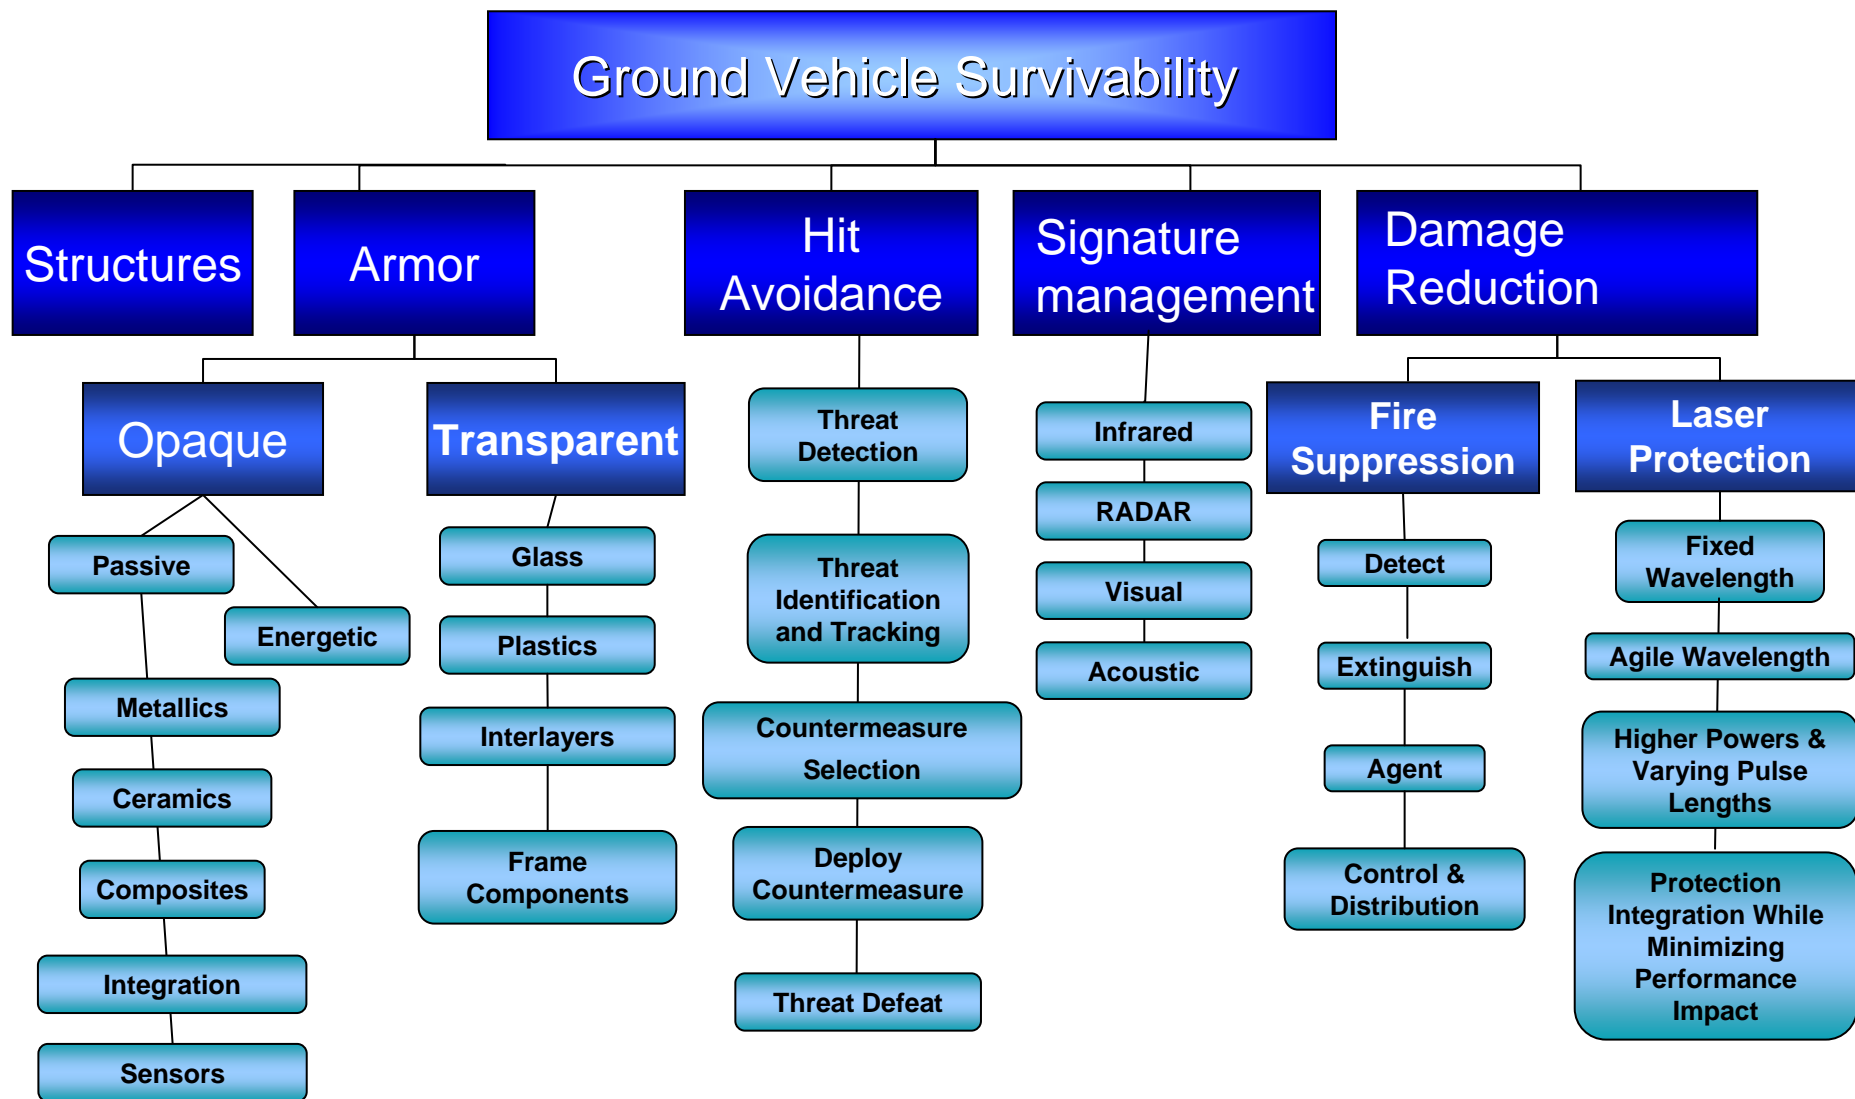 Ground Vehicle Survivability
Structures
Armor
Hit
Avoidance
Signature
management
Damage
Reduction
Opaque
Transparent
Passive
Energetic
Metallics
Ceramics
Composites
Integration
Sensors
Glass
Plastics
Interlayers
Frame
Components
Threat
Detection
Threat
Identification
and Tracking
Countermeasure
Selection
Deploy
Countermeasure
Threat Defeat
Infrared
RADAR
Visual
Acoustic
Fire
Suppression
Detect
Extinguish
Agent
Control &
Distribution
Laser
Protection
Fixed
Wavelength
Agile Wavelength
Higher Powers &
Varying Pulse
Lengths
Protection
Integration While
Minimizing
Performance
Impact